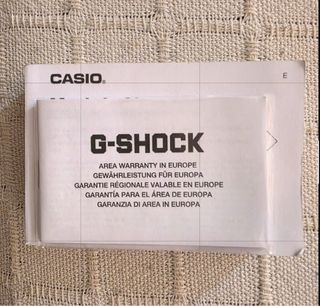 CASIO®
E
G-SHOCK
AREA WARRANTY IN EUROPE
GEWÄHRLEISTUNG FÜR EUROPA
GARANTIE RÉGIONALE VALABLE EN EUROPE
GARANTÍA PARA EL ÁREA DE EUROPA
GARANZIA DI AREA IN EUROPA